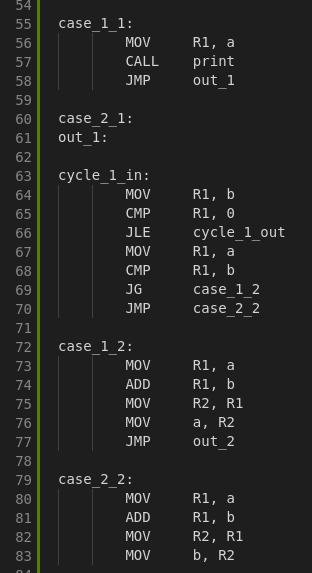 54
55 case_1_1:
56 MOV R1, a
57 CALL print
58 JMP out_1
59
60 case_2_1:
61 out_1:
62
63 cycle_1_in:
64 MOV R1, b
65 CMP R1, 0
66 JLE cycle_1_out
67 MOV R1, a
68 CMP R1, b
69 JG case_1_2
70 JMP case_2_2
71
72 case_1_2:
73 MOV R1, a
74 ADD R1, b
75 MOV R2, R1
76 MOV a, R2
77 JMP out_2
78
79 case_2_2:
80 MOV R1, a
81 ADD R1, b
82 MOV R2, R1
83 MOV b, R2